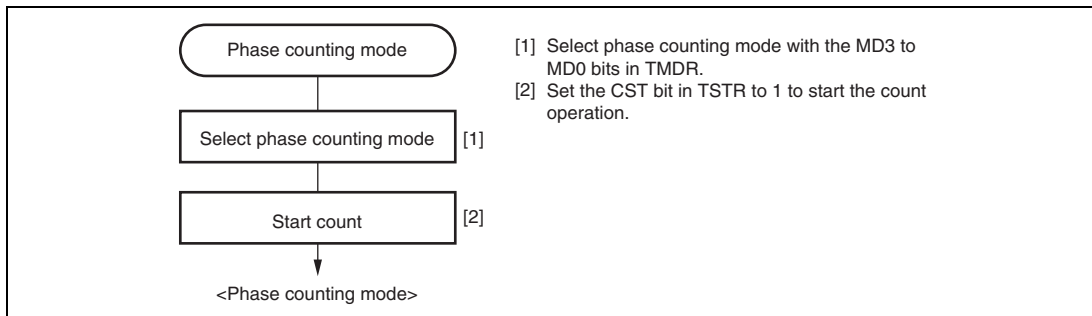 Phase counting mode
Select phase counting mode
[1]
Start count
[2]
<Phase counting mode>
[1] Select phase counting mode with the MD3 to
MD0 bits in TMDR.
[2] Set the CST bit in TSTR to 1 to start the count
operation.